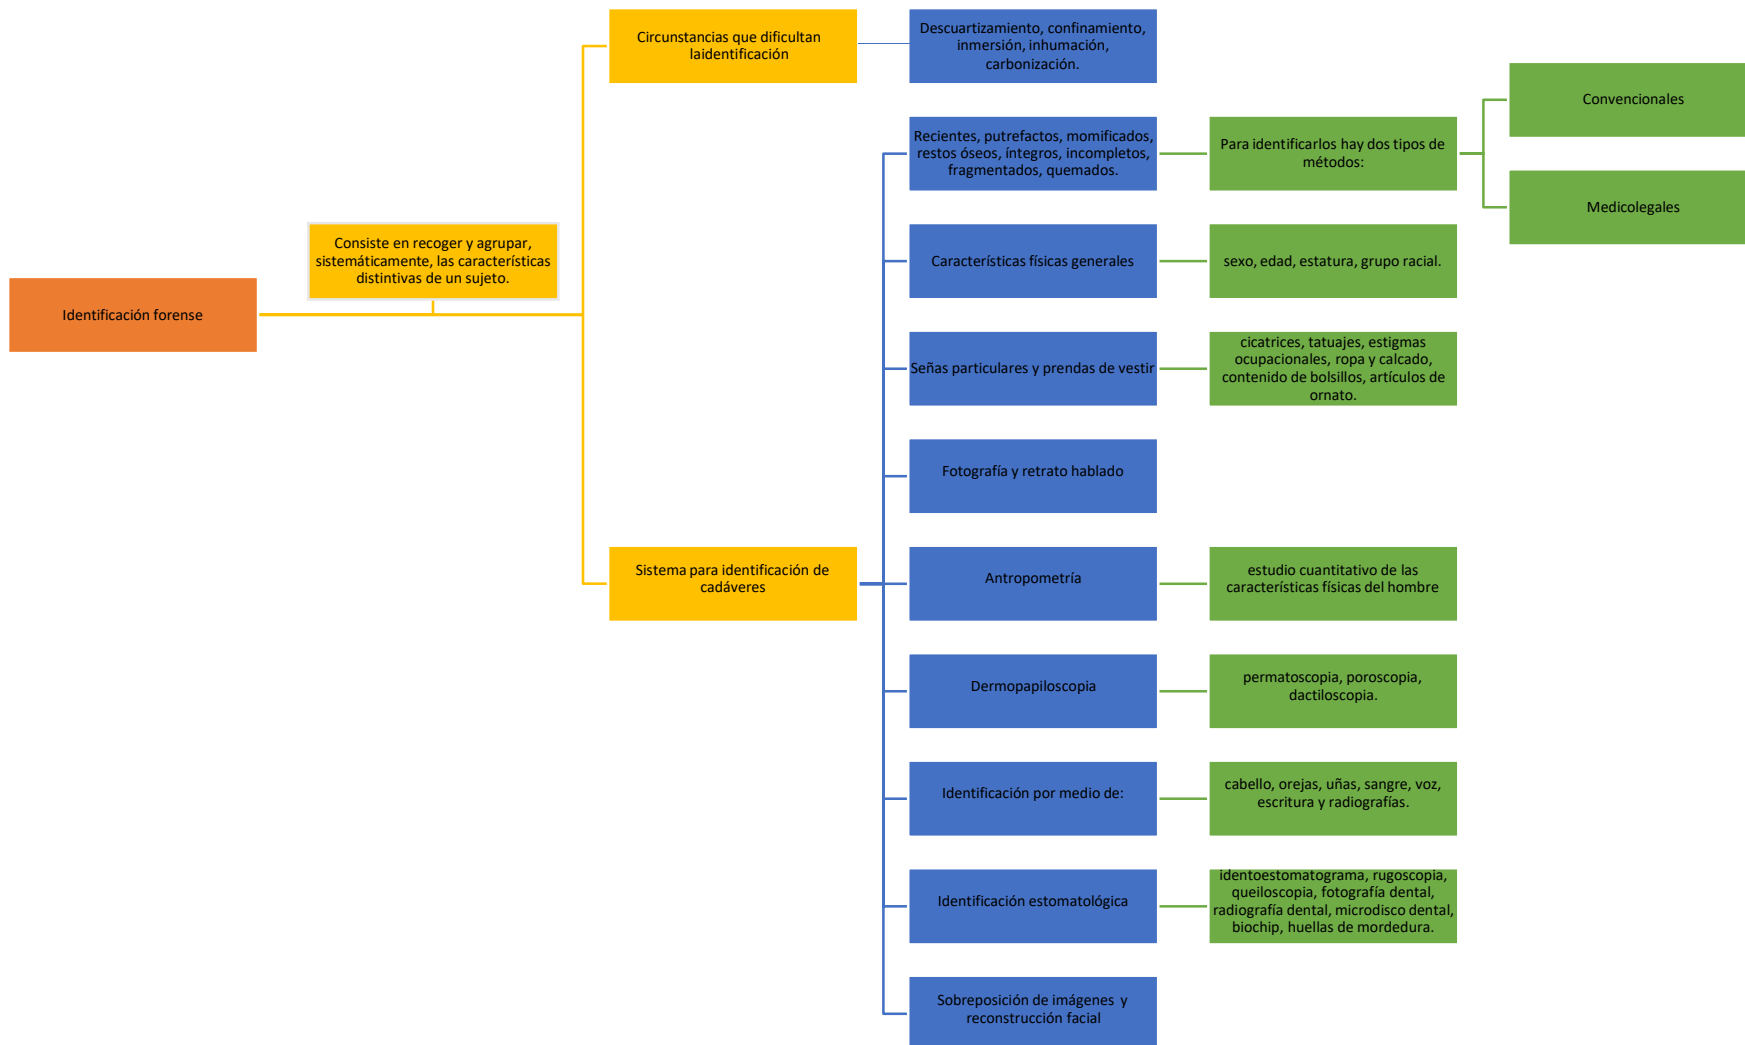 Identificación forense
Consiste en recoger y agrupar,
sistemáticamente, las características
distintivas de un sujeto.
Circunstancias que dificultan
laidentificación
Descuartizamiento, confinamiento,
inmersión, inhumación,
carbonización.
Sistema para identificación de
cadáveres
Recientes, putrefactos, momificados,
restos óseos, íntegros, incompletos,
fragmentados, quemados.
Para identificarlos hay dos tipos de
métodos:
Convencionales
Medicolegales
Características físicas generales
sexo, edad, estatura, grupo racial.
Señas particulares y prendas de vestir
cicatrices, tatuajes, estigmas
ocupacionales, ropa y calzado,
contenido de bolsillos, artículos de
ornato.
Fotografía y retrato hablado
Antropometría
estudio cuantitativo de las
características físicas del hombre
Dermopapiloscopia
permatoscopia, poroscopia,
dactiloscopia.
Identificación por medio de:
cabello, orejas, uñas, sangre, voz,
escritura y radiografías.
Identificación estomatológica
identoestomatograma, rugoscopia,
queiloscopia, fotografía dental,
radiografía dental, microdisco dental,
biochip, huellas de mordedura.
Sobreposición de imágenes y
reconstrucción facial